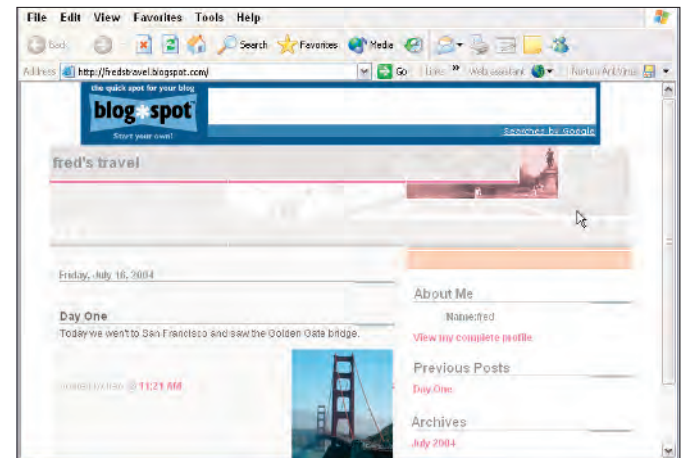 File Edit View Favorites Tools Help
Back Search Favorites Media
Address http://fredstravel.blogspot.com/ Go Links » Web assistant Norton AntiVirus
the quick spot for your blog
blog*spot
Start your own!
Searches by Google
fred's travel
Friday, July 16, 2004
Day One
Today we went to San Francisco and saw the Golden Gate bridge.
@ 11:21 AM
About Me
Name:fred
View my complete profile
Previous Posts
Day One
Archives
July 2004